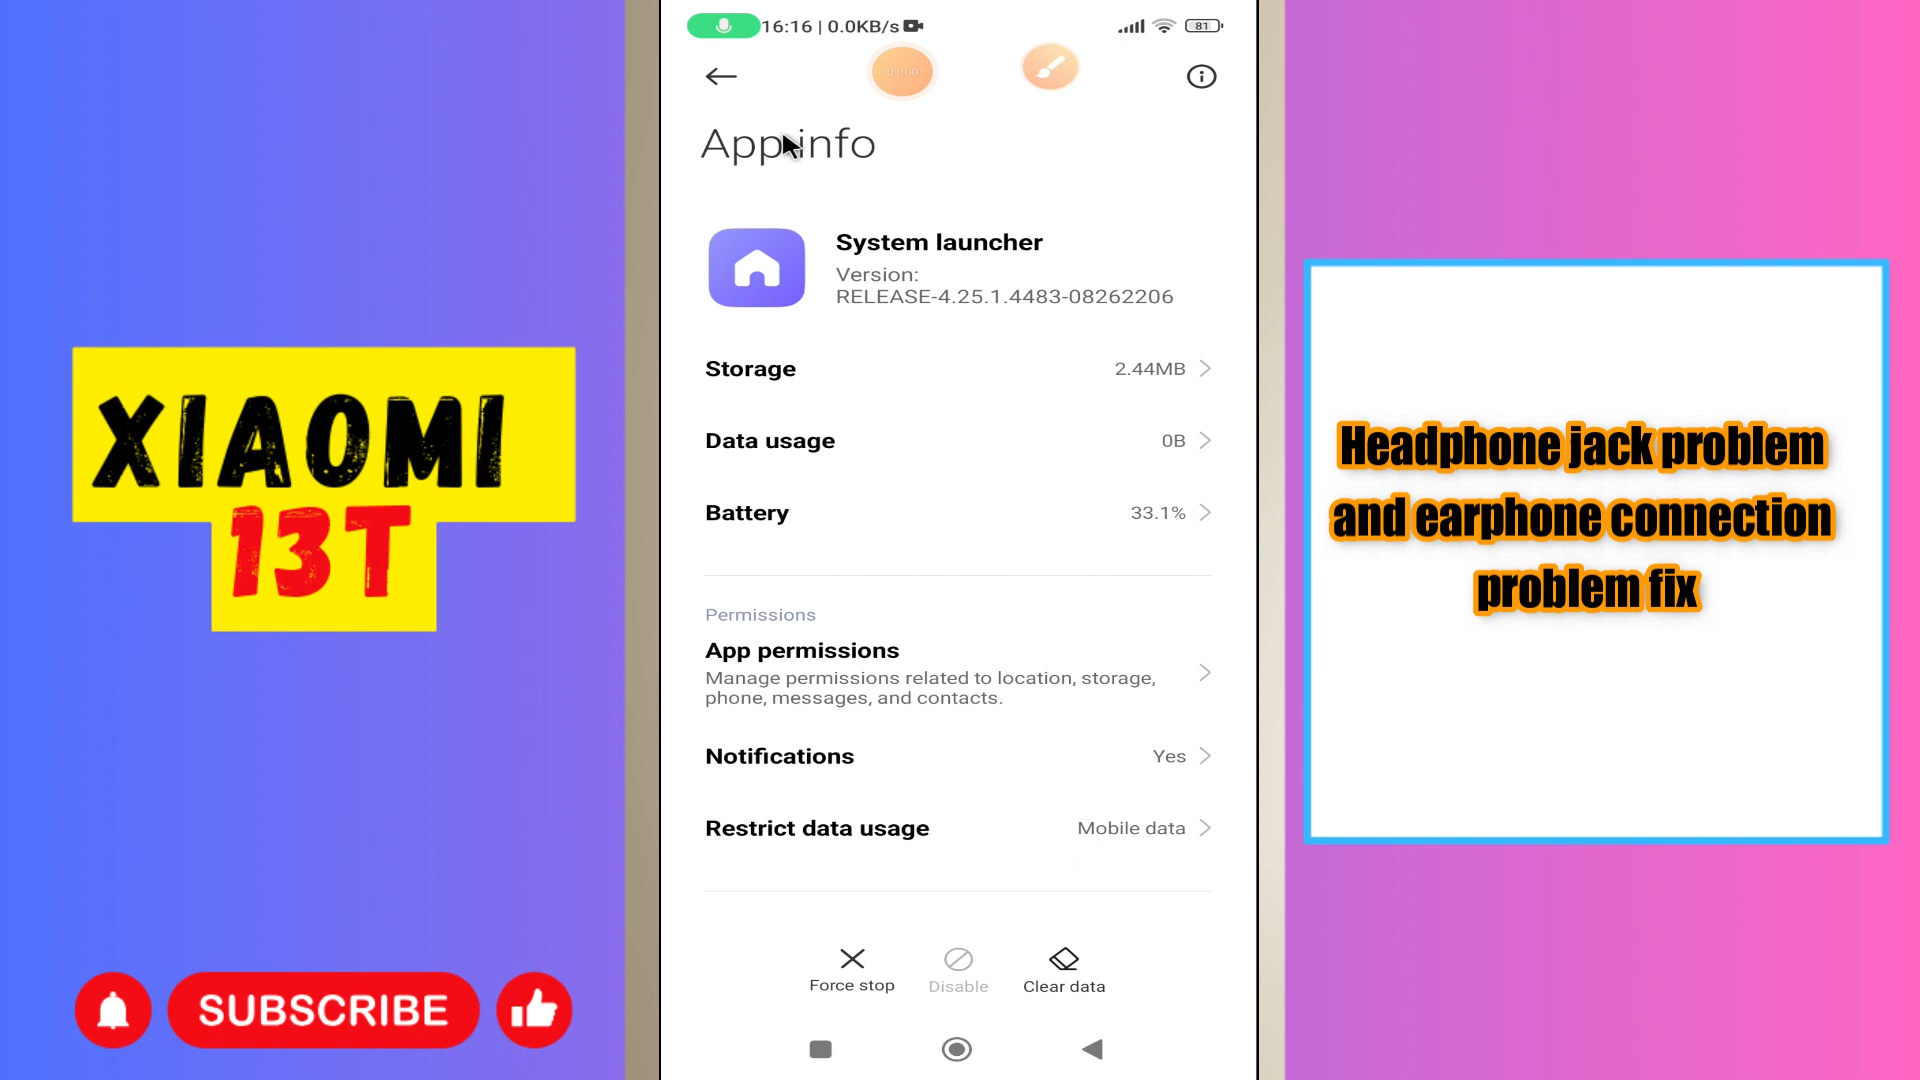 XIAOMI
13T
SUBSCRIBE
16:16 | 0.0KB/s
81
01:00
App info
System launcher
Version:
RELEASE-4.25.1.4483-08262206
Storage 2.44MB
Data usage 0B
Battery 33.1%
Permissions
App permissions
Manage permissions related to location, storage,
phone, messages, and contacts.
Notifications Yes
Restrict data usage Mobile data
Force stop Disable Clear data
Headphone jack problem
and earphone connection
problem fix